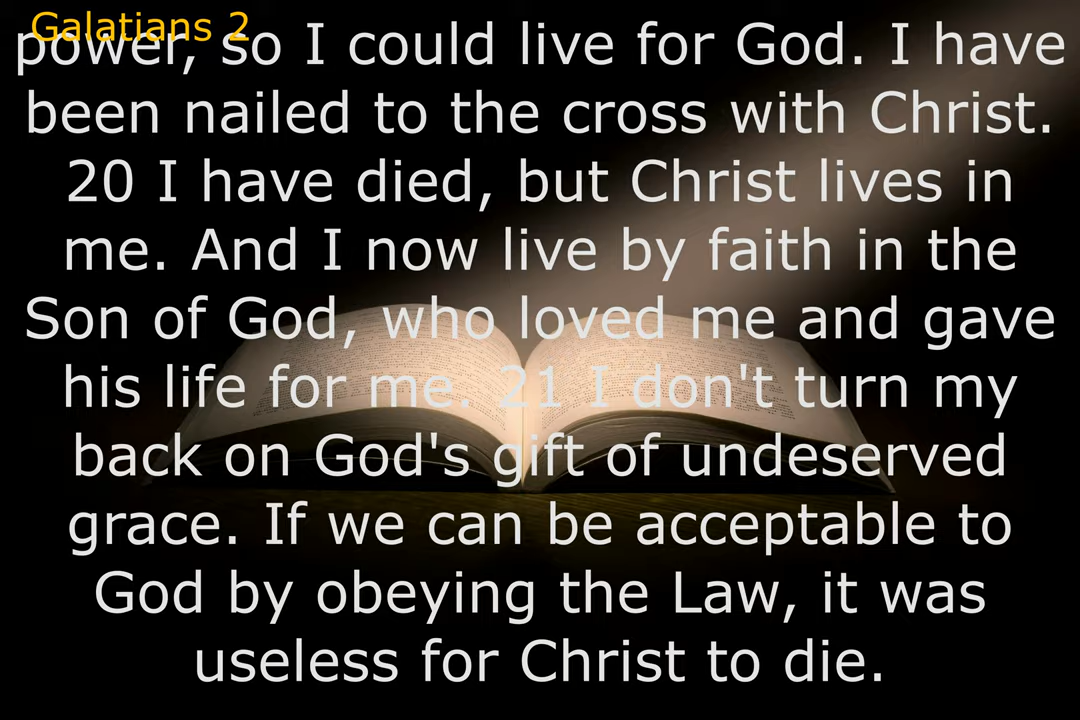 Galatians 2
power, so I could live for God. I have
been nailed to the cross with Christ.
20 I have died, but Christ lives in
me. And I now live by faith in the
Son of God, who loved me and gave
his life for me. 21 I don't turn my
back on God's gift of undeserved
grace. If we can be acceptable to
God by obeying the Law, it was
useless for Christ to die.